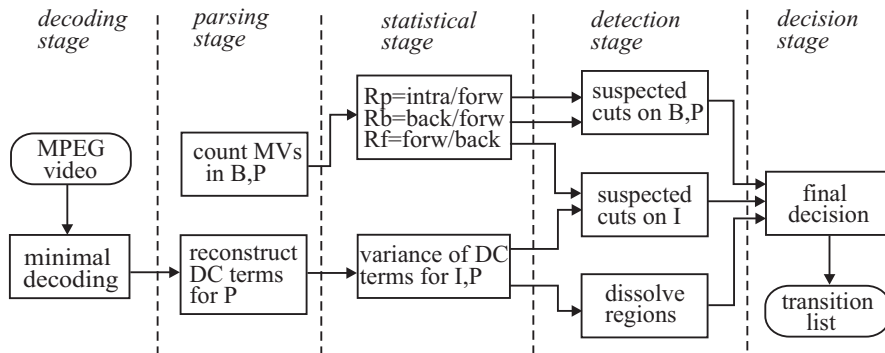 decoding
stage
parsing
stage
statistical
stage
detection
stage
decision
stage
MPEG
video
minimal
decoding
count MVs
in B,P
reconstruct
DC terms
for P
Rp=intra/forw
Rb=back/forw
Rf=forw/back
variance of DC
terms for I,P
suspected
cuts on B,P
suspected
cuts on I
dissolve
regions
final
decision
transition
list